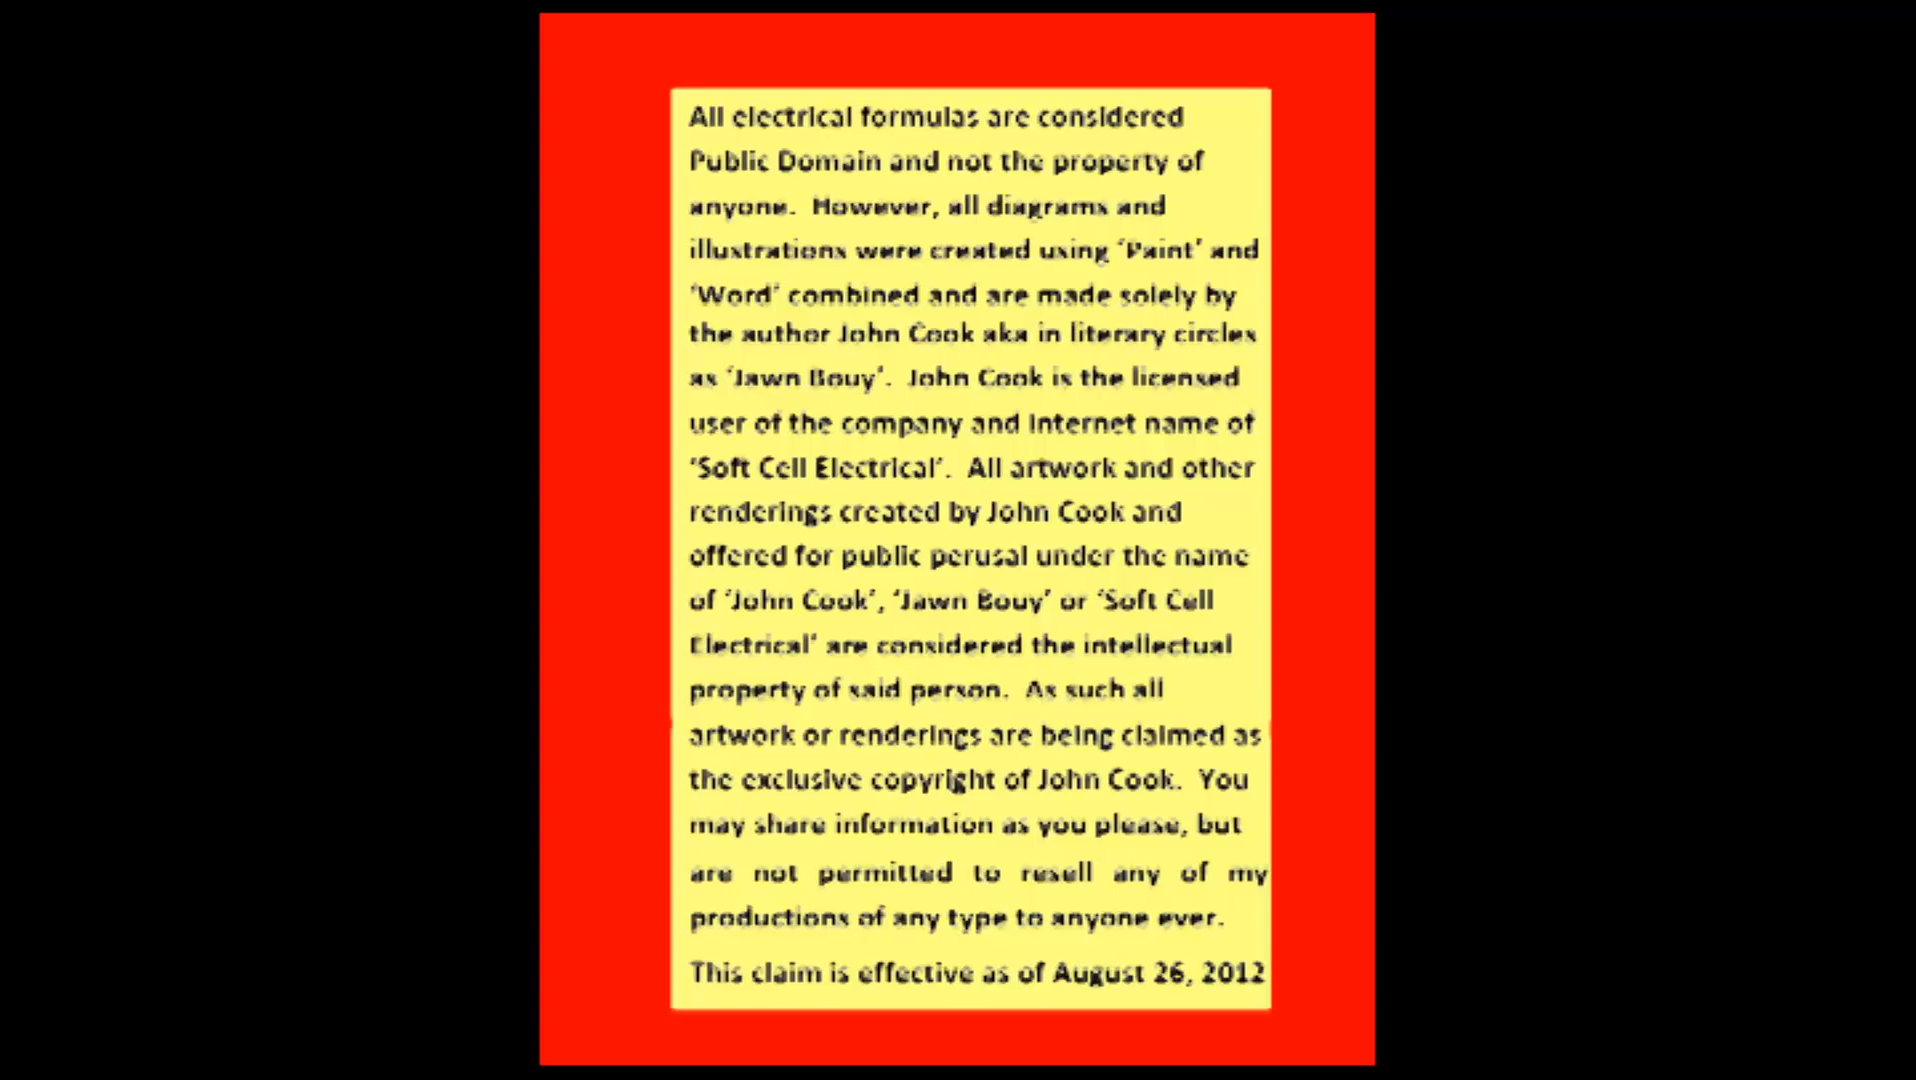 All electrical formulas are considered
Public Domain and not the property of
anyone.  However, all diagrams and
illustrations were created using ‘Paint’ and
‘Word’ combined and are made solely by
the author John Cook aka in literary circles
as ‘Jawn Bouy’.  John Cook is the licensed
user of the company and Internet name of
‘Soft Cell Electrical’.  All artwork and other
renderings created by John Cook and
offered for public perusal under the name
of ‘John Cook’, ‘Jawn Bouy’ or ‘Soft Cell
Electrical’ are considered the intellectual
property of said person.  As such all
artwork or renderings are being claimed as
the exclusive copyright of John Cook.  You
may share information as you please, but
are not permitted to resell any of my
productions of any type to anyone ever.
This claim is effective as of August 26, 2012